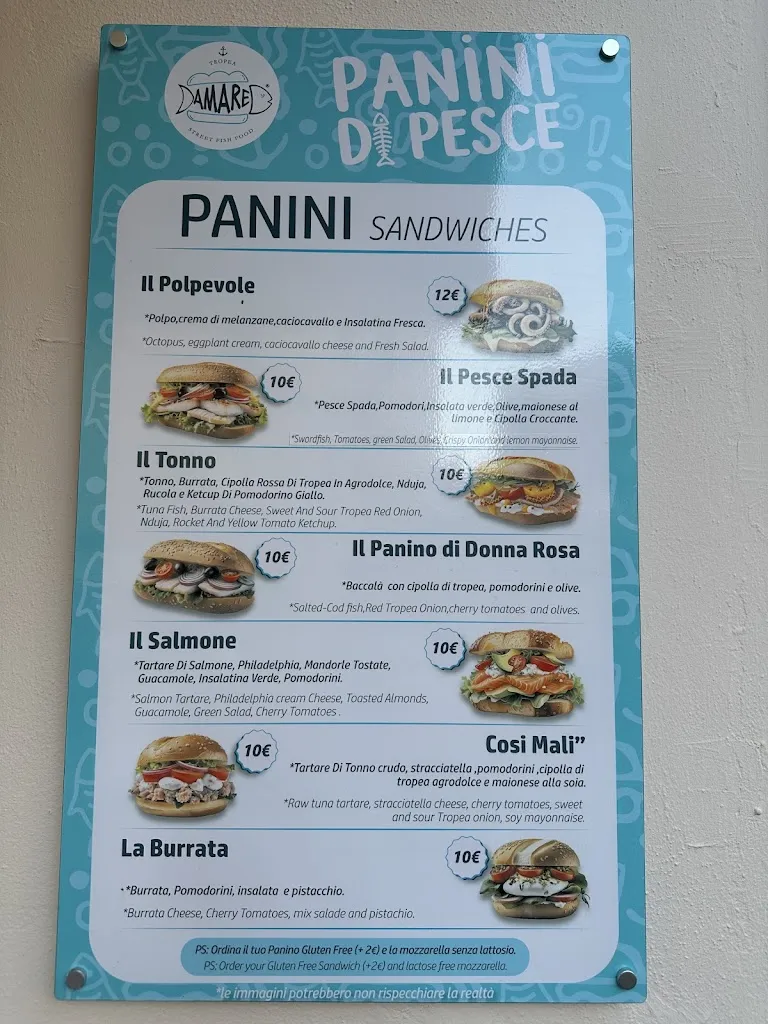 TROPEA
DAMARE
STREET FISH FOOD
PANINI
DI PESCE
PANINI SANDWICHES
Il Polpevole
12€
*Polpo,crema di melanzane,caciocavallo e Insalatina Fresca.
*Octopus, eggplant cream, caciocavallo cheese and Fresh Salad.
10€
Il Pesce Spada
*Pesce Spada,Pomodori,Insalata verde,Olive,maionese al
limone e Cipolla Croccante.
*Swordfish, Tomatoes, green Salad, Olives, Crispy Onion and lemon mayonnaise.
Il Tonno
10€
*Tonno, Burrata, Cipolla Rossa Di Tropea In Agrodolce, Nduja,
Rucola e Ketcup Di Pomodorino Giallo.
*Tuna Fish, Burrata Cheese, Sweet And Sour Tropea Red Onion,
Nduja, Rocket And Yellow Tomato Ketchup.
10€
Il Panino di Donna Rosa
*Baccalà con cipolla di tropea, pomodorini e olive.
*Salted-Cod fish,Red Tropea Onion,cherry tomatoes and olives.
Il Salmone
10€
*Tartare Di Salmone, Philadelphia, Mandorle Tostate,
Guacamole, Insalatina Verde, Pomodorini.
*Salmon Tartare, Philadelphia cream Cheese, Toasted Almonds,
Guacamole, Green Salad, Cherry Tomatoes .
10€
Cosi Mali”
*Tartare Di Tonno crudo, stracciatella ,pomodorini ,cipolla di
tropea agrodolce e maionese alla soia.
*Raw tuna tartare, stracciatella cheese, cherry tomatoes, sweet
and sour Tropea onion, soy mayonnaise.
La Burrata
10€
*Burrata, Pomodorini, insalata e pistacchio.
*Burrata Cheese, Cherry Tomatoes, mix salade and pistachio.
PS: Ordina il tuo Panino Gluten Free (+ 2€) e la mozzarella senza lattosio.
PS: Order your Gluten Free Sandwich (+2€) and lactose free mozzarella.
*le immagini potrebbero non rispecchiare la realtà